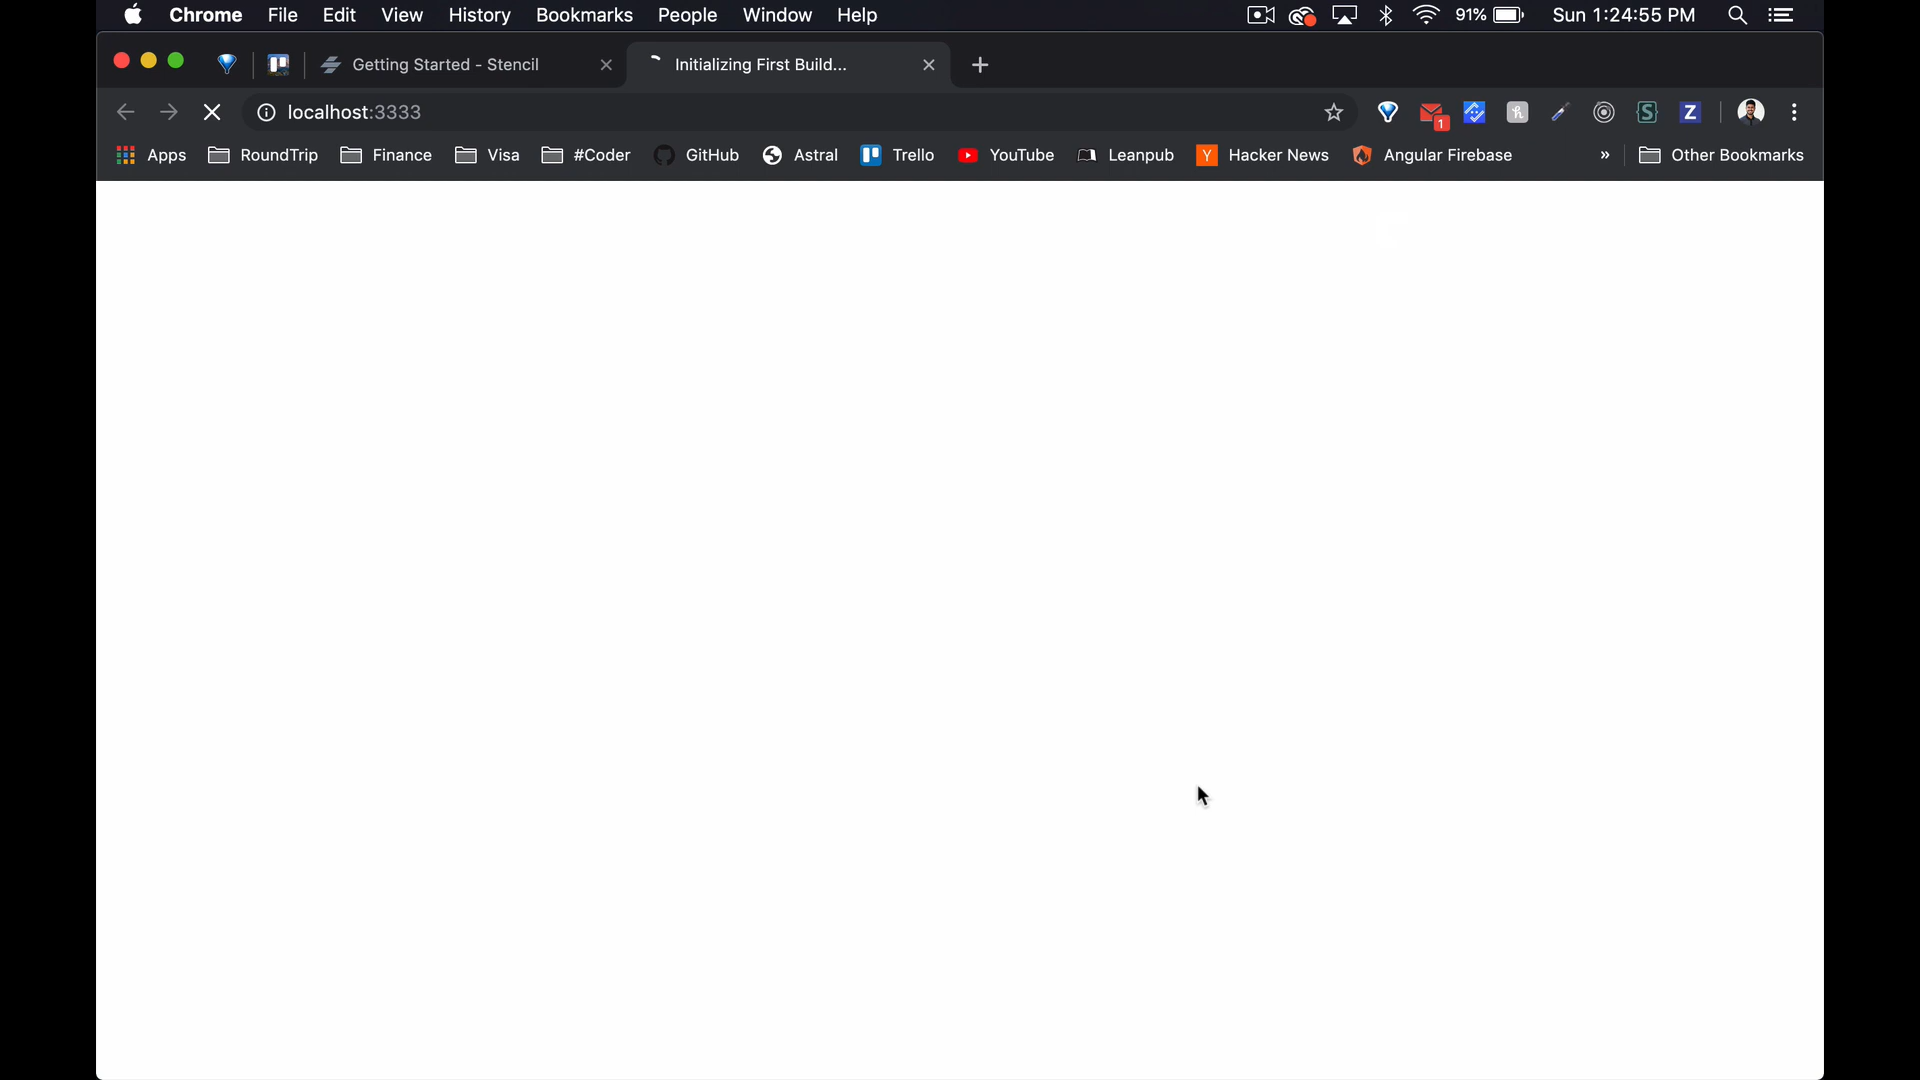 Chrome File Edit View History Bookmarks People Window Help 91% Sun 1:24:55 PM
Getting Started - Stencil Initializing First Build...
localhost:3333 1 S Z
Apps RoundTrip Finance Visa #Coder GitHub Astral Trello YouTube Leanpub Y Hacker News Angular Firebase » Other Bookmarks